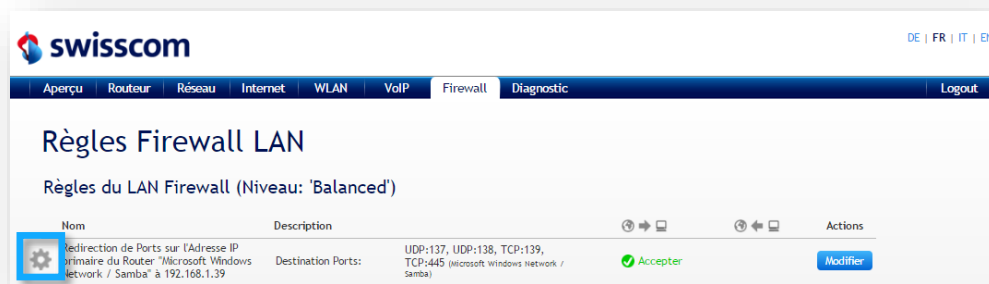 swisscom
DE | FR | IT | EN
Aperçu Routeur Réseau Internet WLAN VoIP Firewall Diagnostic Logout
Règles Firewall LAN
Règles du LAN Firewall (Niveau: 'Balanced')
Nom Description Actions
Redirection de Ports sur l'Adresse IP
primaire du Router "Microsoft Windows
Network / Samba" à 192.168.1.39
Destination Ports:
UDP:137, UDP:138, TCP:139,
TCP:445 (Microsoft Windows Network /
Samba)
Accepter
Modifier